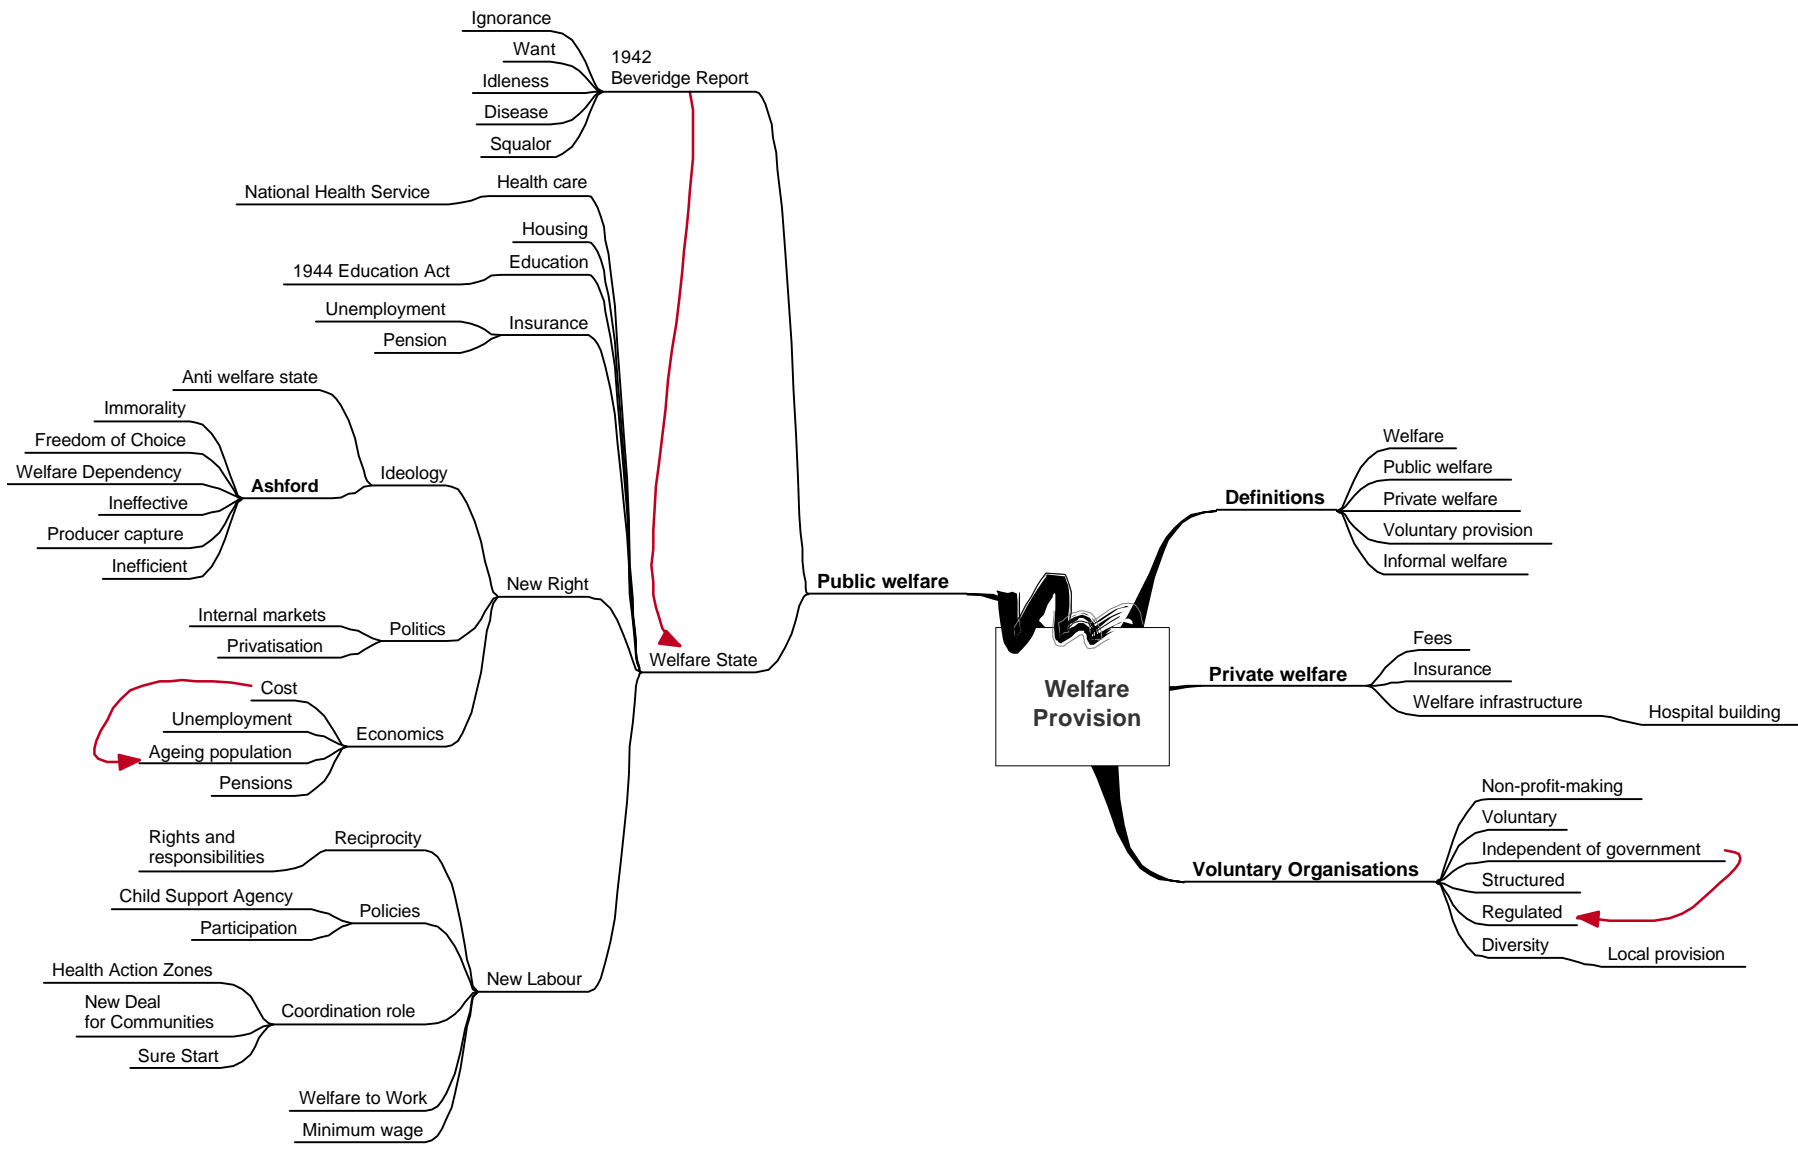 Ignorance
Want
Idleness
Disease
Squalor
1942
Beveridge Report
National Health Service
Health care
Housing
1944 Education Act
Education
Unemployment
Pension
Insurance
Anti welfare state
Immorality
Freedom of Choice
Welfare Dependency
Ineffective
Producer capture
Inefficient
Ashford
Ideology
Internal markets
Privatisation
Politics
New Right
Cost
Unemployment
Ageing population
Pensions
Economics
Welfare State
Public welfare
Rights and
responsibilities
Reciprocity
Child Support Agency
Participation
Policies
Health Action Zones
New Deal
for Communities
Sure Start
Coordination role
New Labour
Welfare to Work
Minimum wage
Welfare
Provision
Definitions
Welfare
Public welfare
Private welfare
Voluntary provision
Informal welfare
Private welfare
Fees
Insurance
Welfare infrastructure
Hospital building
Voluntary Organisations
Non-profit-making
Voluntary
Independent of government
Structured
Regulated
Diversity
Local provision